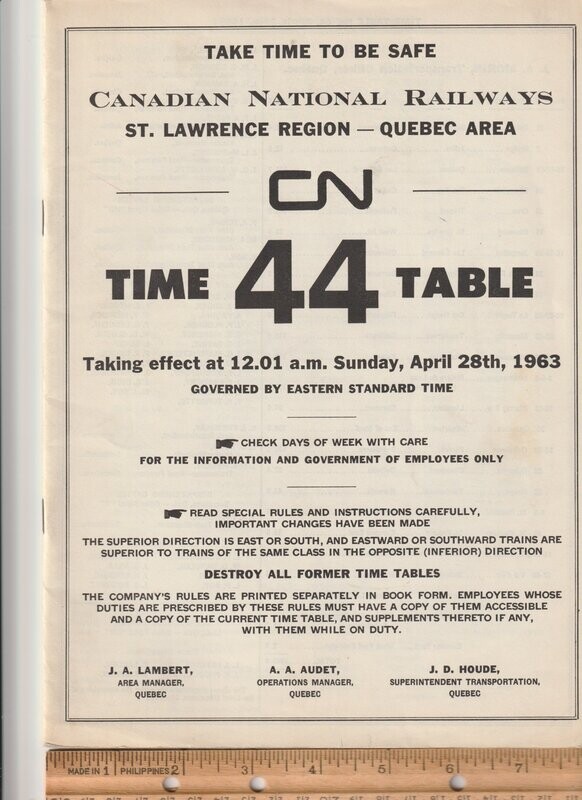 TAKE TIME TO BE SAFE
CANADIAN NATIONAL RAILWAYS
ST. LAWRENCE REGION — QUEBEC AREA
CN
TIME 44 TABLE
Taking effect at 12.01 a.m. Sunday, April 28th, 1963
GOVERNED BY EASTERN STANDARD TIME
CHECK DAYS OF WEEK WITH CARE
FOR THE INFORMATION AND GOVERNMENT OF EMPLOYEES ONLY
READ SPECIAL RULES AND INSTRUCTIONS CAREFULLY,
IMPORTANT CHANGES HAVE BEEN MADE
THE SUPERIOR DIRECTION IS EAST OR SOUTH, AND EASTWARD OR SOUTHWARD TRAINS ARE
SUPERIOR TO TRAINS OF THE SAME CLASS IN THE OPPOSITE (INFERIOR) DIRECTION
DESTROY ALL FORMER TIME TABLES
THE COMPANY'S RULES ARE PRINTED SEPARATELY IN BOOK FORM. EMPLOYEES WHOSE
DUTIES ARE PRESCRIBED BY THESE RULES MUST HAVE A COPY OF THEM ACCESSIBLE
AND A COPY OF THE CURRENT TIME TABLE, AND SUPPLEMENTS THERETO IF ANY,
WITH THEM WHILE ON DUTY.
J. A. LAMBERT,
AREA MANAGER,
QUEBEC
A. A. AUDET,
OPERATIONS MANAGER,
QUEBEC
J. D. HOUDE,
SUPERINTENDENT TRANSPORTATION,
QUEBEC
MADE IN 1 PHILIPPINES 2 3 4 5 6 7